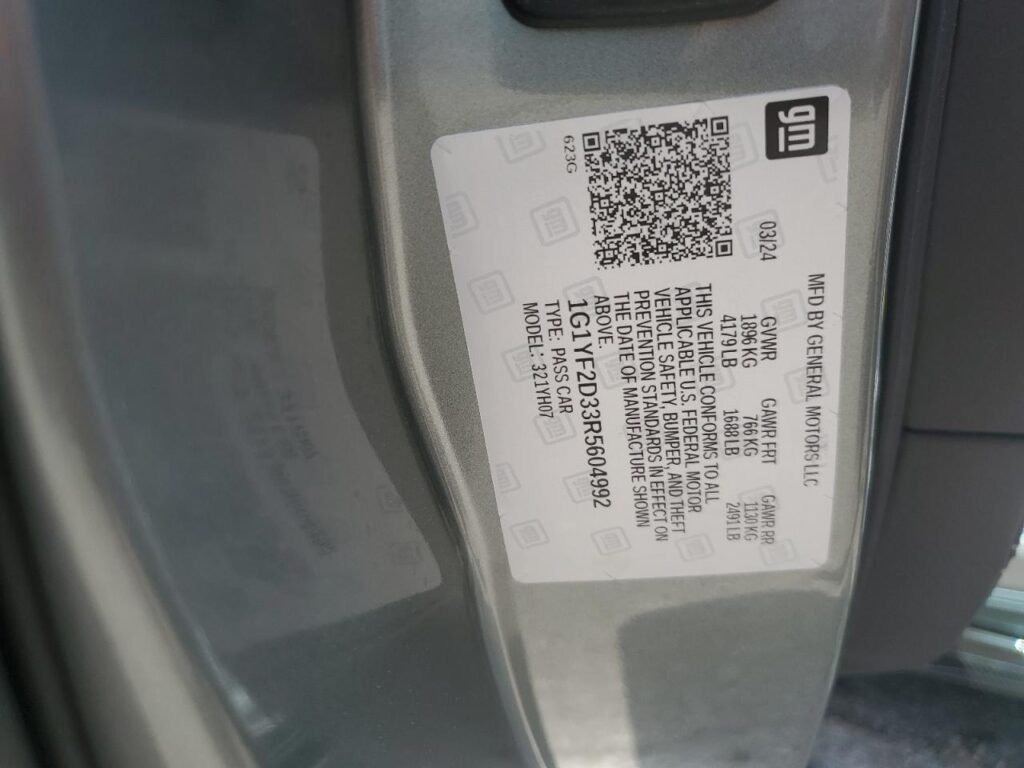 gm
MFD BY GENERAL MOTORS LLC
03/24
GVWR GAWR FRT GAWR RR
1896 KG 766 KG 1130 KG
4179 LB 1688 LB 2491 LB
THIS VEHICLE CONFORMS TO ALL
APPLICABLE U.S. FEDERAL MOTOR
VEHICLE SAFETY, BUMPER, AND THEFT
PREVENTION STANDARDS IN EFFECT ON
THE DATE OF MANUFACTURE SHOWN
ABOVE.
1G1YF2D33R5604992
TYPE: PASS CAR
MODEL: 321YH07
623G